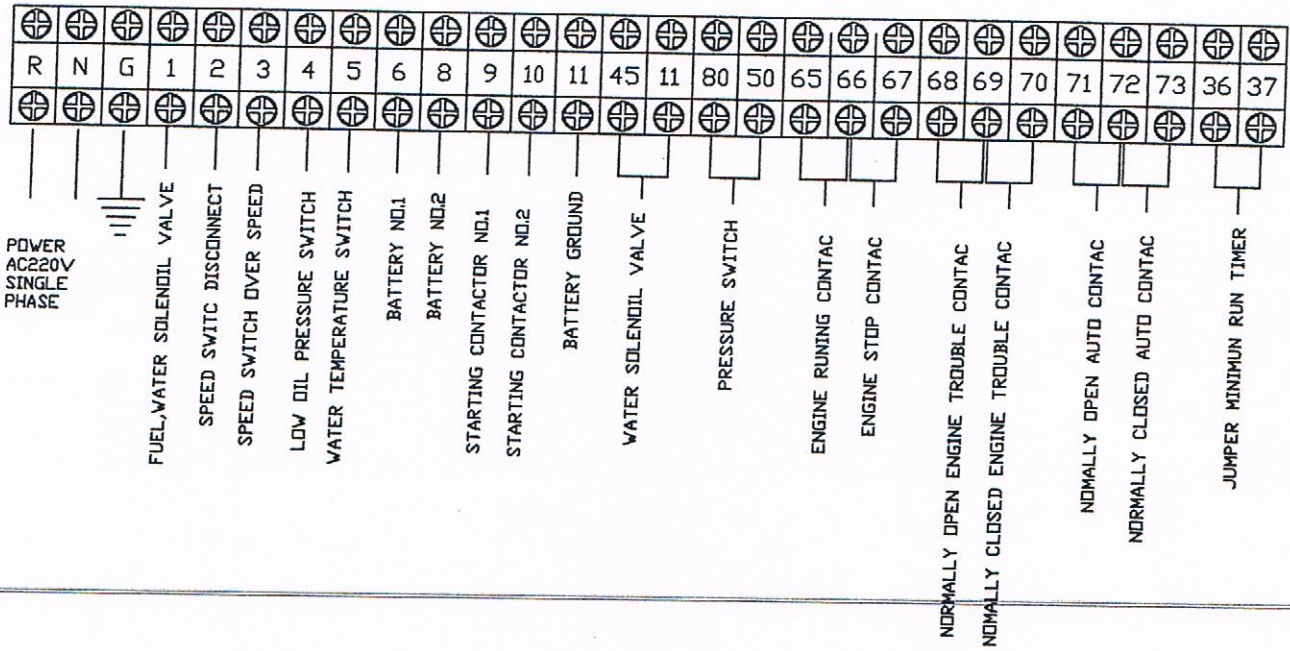 R N G 1 2 3 4 5 6 8 9 10 11 45 11 80 50 65 66 67 68 69 70 71 72 73 36 37
POWER
AC220V
SINGLE
PHASE
FUEL,WATER SOLENOIL VALVE
SPEED SWITC DISCONNECT
SPEED SWITCH OVER SPEED
LOW OIL PRESSURE SWITCH
WATER TEMPERATURE SWITCH
BATTERY NO.1
BATTERY NO.2
STARTING CONTACTOR NO.1
STARTING CONTACTOR NO.2
BATTERY GROUND
WATER SOLENOIL VALVE
PRESSURE SWITCH
ENGINE RUNING CONTAC
ENGINE STOP CONTAC
NORMALLY OPEN ENGINE TROUBLE CONTAC
NOMALLY CLOSED ENGINE TROUBLE CONTAC
NOMALLY OPEN AUTO CONTAC
NORMALLY CLOSED AUTO CONTAC
JUMPER MINIMUN RUN TIMER